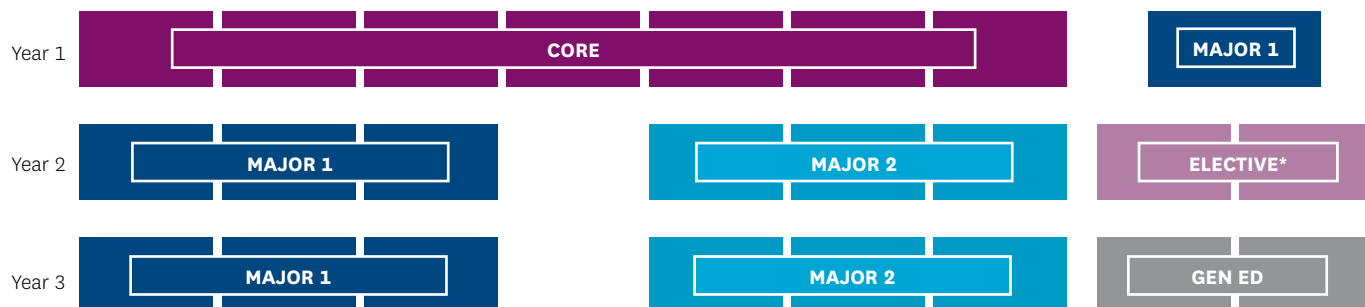 Year 1 CORE MAJOR 1
Year 2 MAJOR 1 MAJOR 2 ELECTIVE*
Year 3 MAJOR 1 MAJOR 2 GEN ED